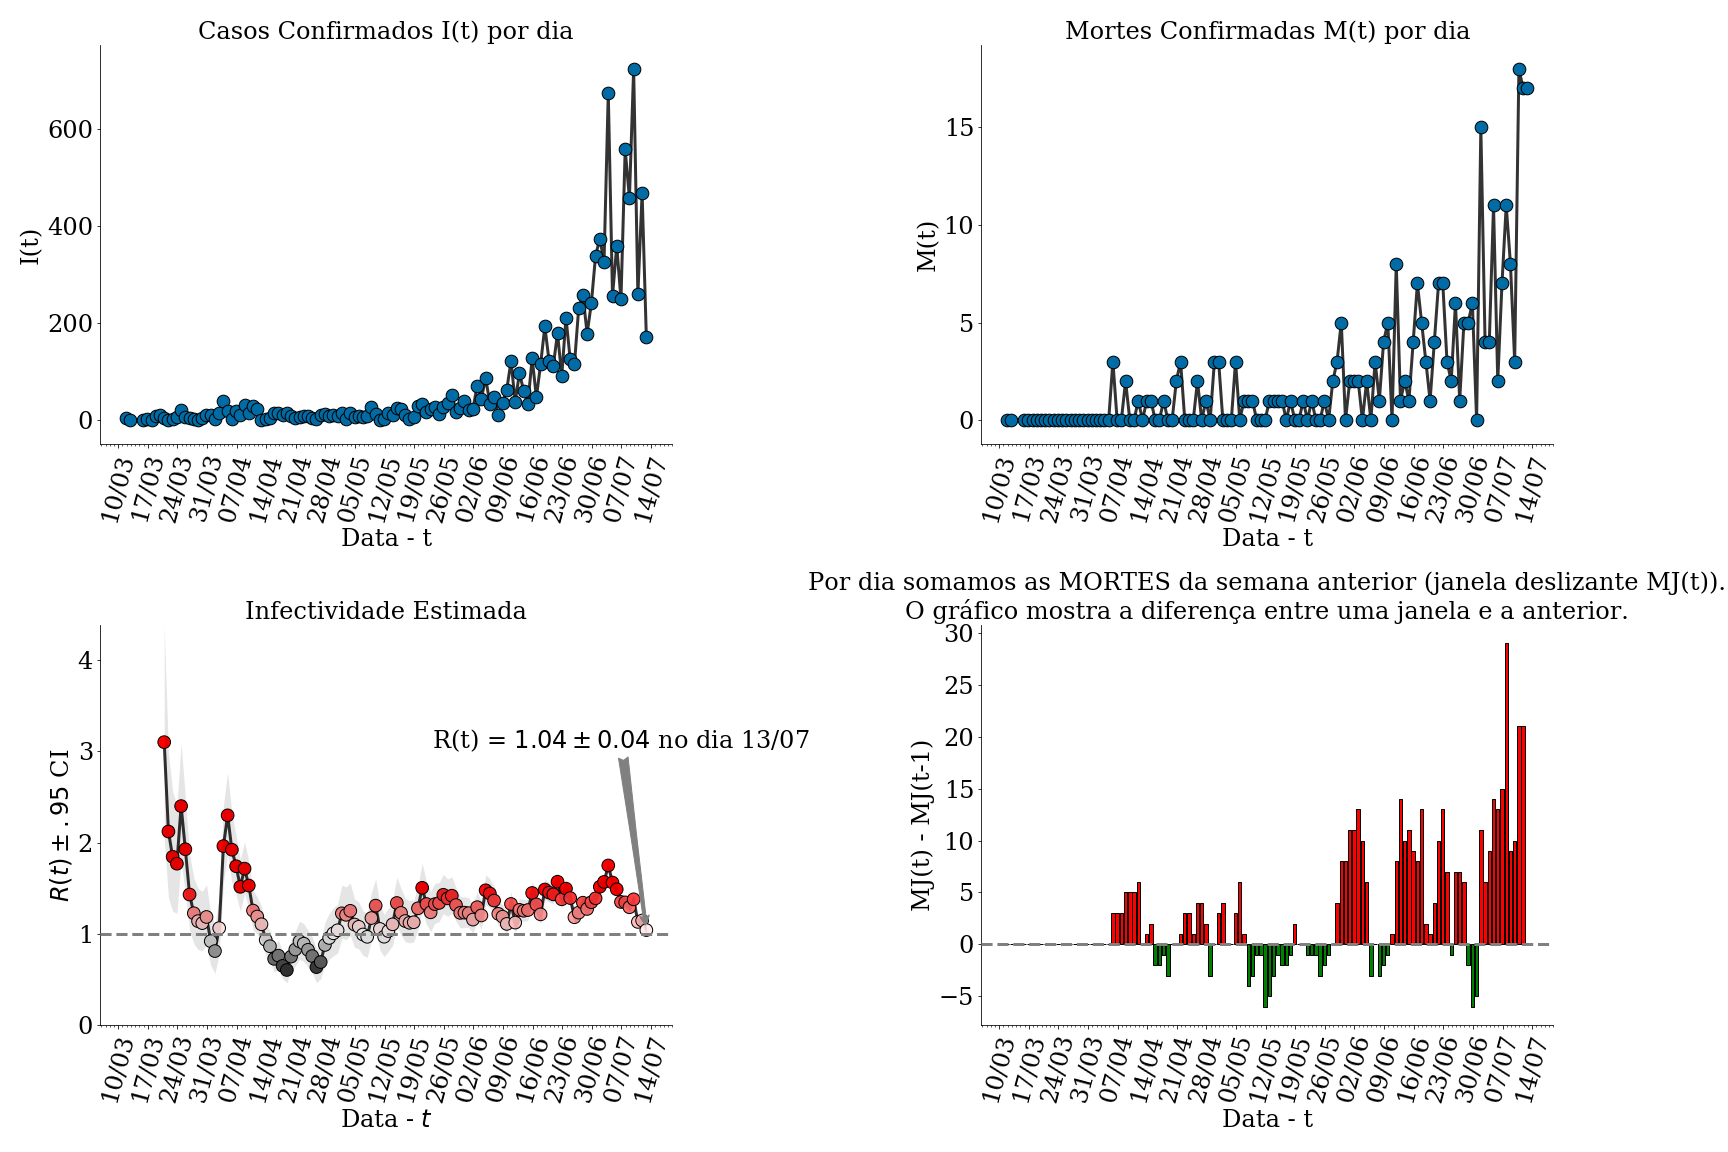 Casos Confirmados I(t) por dia
I(t)
600
400
200
0
10/03 17/03 24/03 31/03 07/04 14/04 21/04 28/04 05/05 12/05 19/05 26/05 02/06 09/06 16/06 23/06 30/06 07/07 14/07
Data - t
Mortes Confirmadas M(t) por dia
M(t)
15
10
5
0
10/03 17/03 24/03 31/03 07/04 14/04 21/04 28/04 05/05 12/05 19/05 26/05 02/06 09/06 16/06 23/06 30/06 07/07 14/07
Data - t
Infectividade Estimada
R(t) ± .95 CI
4
3
2
1
0
R(t) = 1.04 ± 0.04 no dia 13/07
10/03 17/03 24/03 31/03 07/04 14/04 21/04 28/04 05/05 12/05 19/05 26/05 02/06 09/06 16/06 23/06 30/06 07/07 14/07
Data - t
Por dia somamos as MORTES da semana anterior (janela deslizante MJ(t)).
O gráfico mostra a diferença entre uma janela e a anterior.
MJ(t) - MJ(t-1)
30
25
20
15
10
5
0
−5
10/03 17/03 24/03 31/03 07/04 14/04 21/04 28/04 05/05 12/05 19/05 26/05 02/06 09/06 16/06 23/06 30/06 07/07 14/07
Data - t